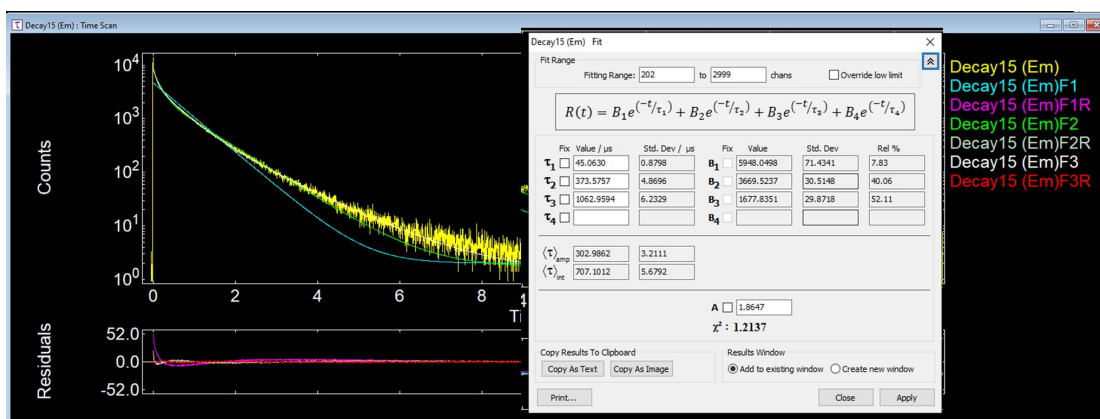 Decay15 (Em) : Time Scan
Counts
10⁴
10³
10²
10¹
10⁰
0 2 4 6 8
Ti
Residuals
52.0
0.0
-52.0
Decay15 (Em) Fit
Fit Range
Fitting Range: 202 to 2999 chans Override low limit
R(t) = B₁e^(−t/τ₁) + B₂e^(−t/τ₂) + B₃e^(−t/τ₃) + B₄e^(−t/τ₄)
Fix Value / µs Std. Dev / µs Fix Value Std. Dev Rel %
τ₁ 45.0630 0.8798 B₁ 5948.0498 71.4341 7.83
τ₂ 373.5757 4.8696 B₂ 3669.5237 30.5148 40.06
τ₃ 1062.9594 6.2329 B₃ 1677.8351 29.8718 52.11
τ₄ B₄
⟨τ⟩amp 302.9862 3.2111
⟨τ⟩int 707.1012 5.6792
A 1.8647
χ² : 1.2137
Copy Results To Clipboard
Copy As Text Copy As Image
Results Window
Add to existing window Create new window
Print... Close Apply
Decay15 (Em)
Decay15 (Em)F1
Decay15 (Em)F1R
Decay15 (Em)F2
Decay15 (Em)F2R
Decay15 (Em)F3
Decay15 (Em)F3R